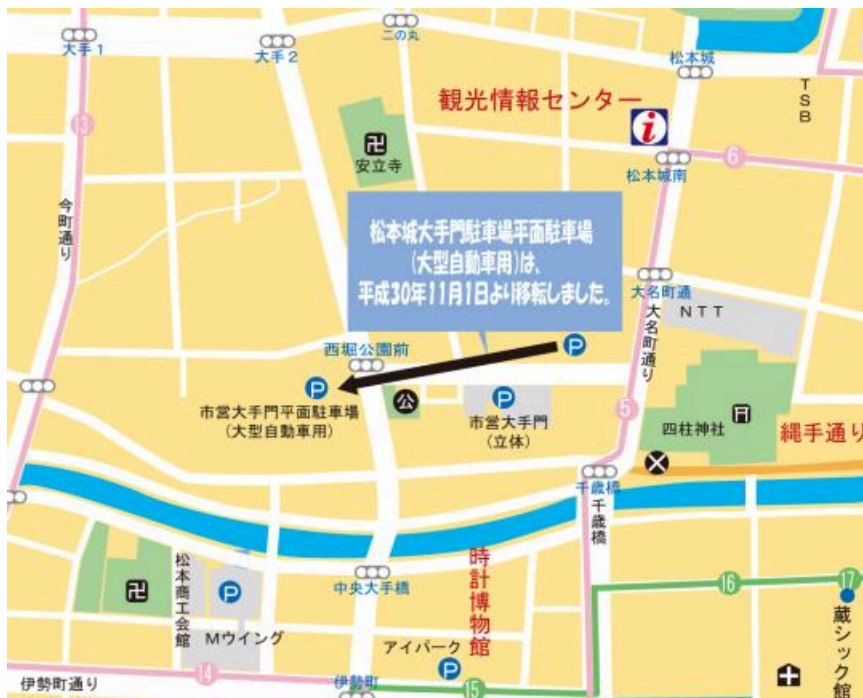 大手1
大手2
二の丸
松本城
TSB
観光情報センター
i
13
安立寺
松本城南
6
今町通り
松本城大手門駐車場平面駐車場
(大型自動車用)は、
平成30年11月1日より移転しました。
大名町通
NTT
大名町通り
西堀公園前
P
P
市営大手門平面駐車場
(大型自動車用)
公
P
市営大手門
(立体)
5
四柱神社
縄手通り
千歳橋
千歳橋
松本商工会館
P
Mウイング
中央大手橋
時計博物館
16
17
蔵シック館
アイパーク
P
14
伊勢町通り
伊勢町
15